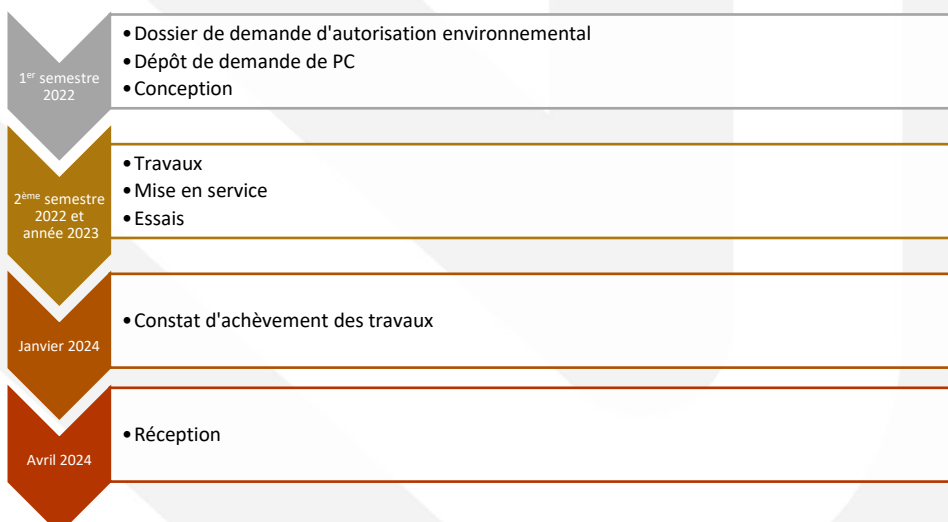 1er semestre
2022
•Dossier de demande d'autorisation environnemental
•Dépôt de demande de PC
•Conception
2ème semestre
2022 et
année 2023
•Travaux
•Mise en service
•Essais
Janvier 2024
•Constat d'achèvement des travaux
Avril 2024
•Réception